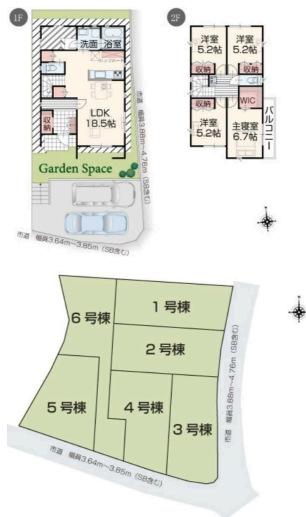 1F
洗面
浴室
LDK
18.5帖
収納
Garden Space
市道 幅員3.88m～4.76m (SB含む)
市道 幅員3.64m～3.85m (SB含む)
2F
洋室
5.2帖
洋室
5.2帖
収納
収納
収納
WIC
洋室
5.2帖
主寝室
6.7帖
バルコニー
1号棟
6号棟
2号棟
5号棟
4号棟
3号棟
市道 幅員3.88m～4.76m (SB含む)
市道 幅員3.64m～3.85m (SB含む)